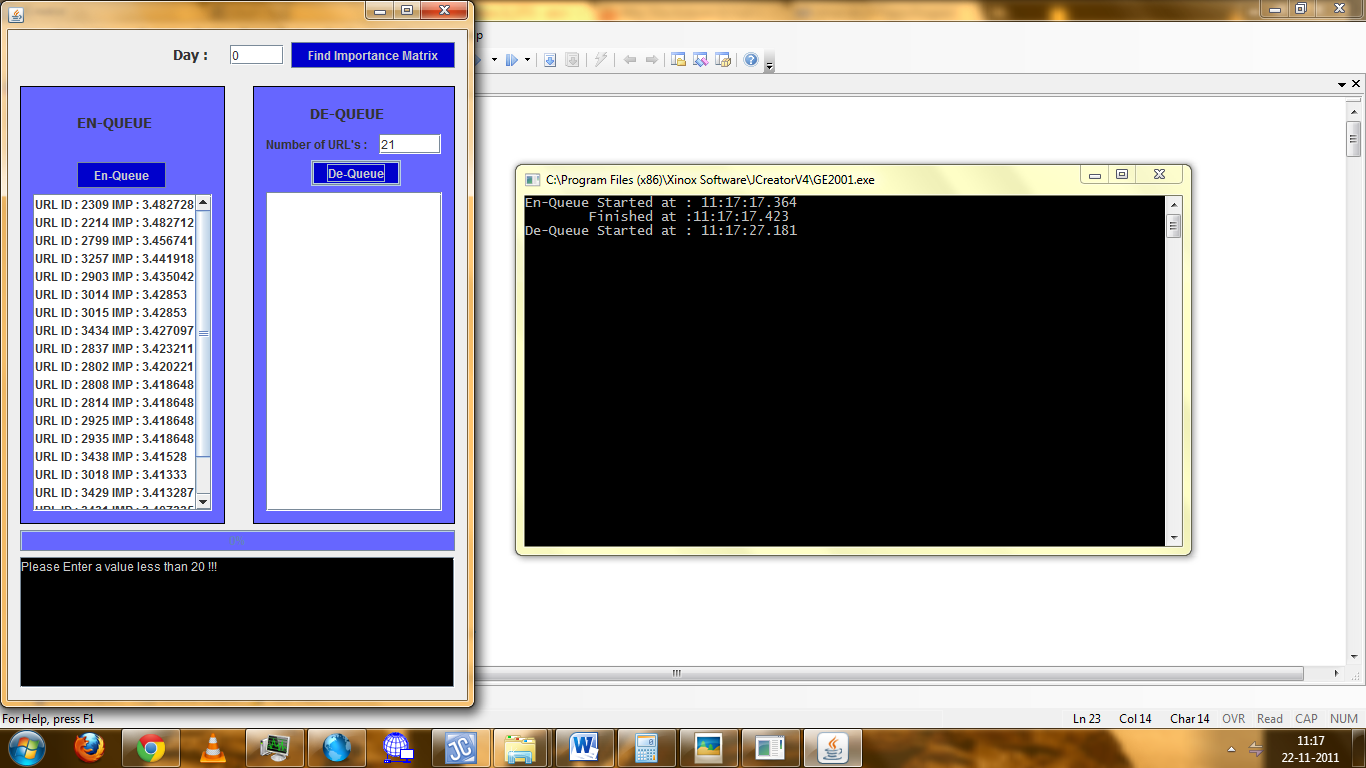 Day :
0
Find Importance Matrix
EN-QUEUE
En-Queue
URL ID : 2309 IMP : 3.482728
URL ID : 2214 IMP : 3.482712
URL ID : 2799 IMP : 3.456741
URL ID : 3257 IMP : 3.441918
URL ID : 2903 IMP : 3.435042
URL ID : 3014 IMP : 3.42853
URL ID : 3015 IMP : 3.42853
URL ID : 3434 IMP : 3.427097
URL ID : 2837 IMP : 3.423211
URL ID : 2802 IMP : 3.420221
URL ID : 2808 IMP : 3.418648
URL ID : 2814 IMP : 3.418648
URL ID : 2925 IMP : 3.418648
URL ID : 2935 IMP : 3.418648
URL ID : 3438 IMP : 3.41528
URL ID : 3018 IMP : 3.41333
URL ID : 3429 IMP : 3.413287
URL ID : 3431 IMP : 3.407335
DE-QUEUE
Number of URL's :
21
De-Queue
0%
Please Enter a value less than 20 !!!
C:\Program Files (x86)\Xinox Software\JCreatorV4\GE2001.exe
En-Queue Started at : 11:17:17.364
Finished at :11:17:17.423
De-Queue Started at : 11:17:27.181
For Help, press F1
Ln 23
Col 14
Char 14
OVR
Read
CAP
NUM
JC
W
11:17
22-11-2011